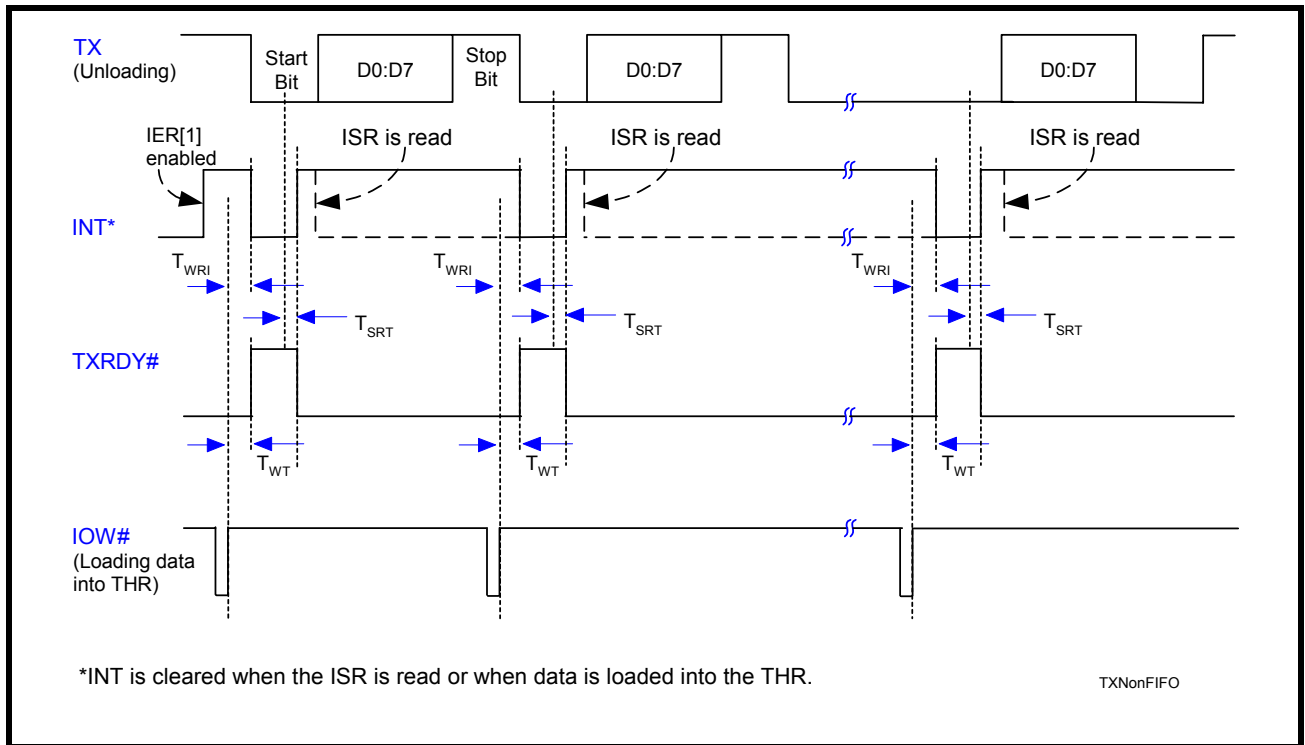 TX
(Unloading)
Start
Bit
D0:D7
Stop
Bit
D0:D7
D0:D7
IER[1]
enabled
ISR is read
ISR is read
ISR is read
INT*
TWRI
TWRI
TWRI
TSRT
TSRT
TSRT
TXRDY#
TWT
TWT
TWT
IOW#
(Loading data
into THR)
*INT is cleared when the ISR is read or when data is loaded into the THR.
TXNonFIFO